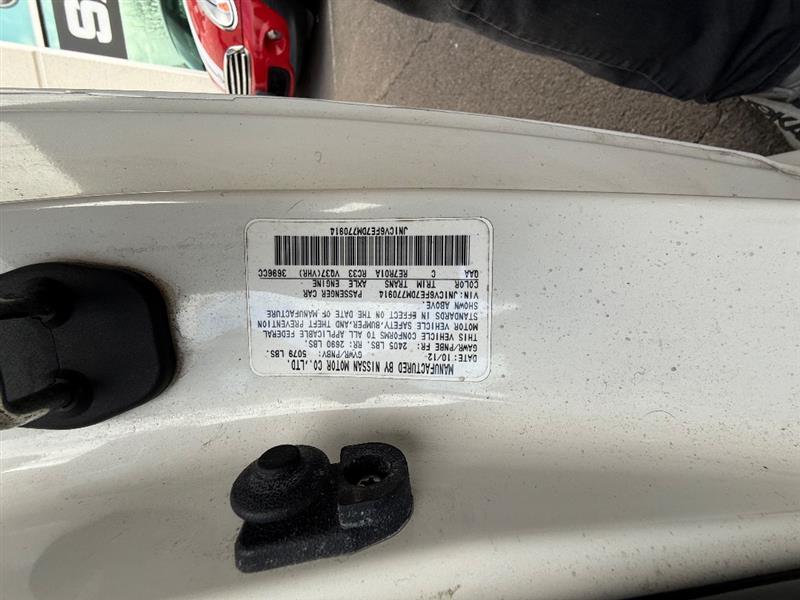 MANUFACTURED BY NISSAN MOTOR CO.,LTD.
DATE:10/12 GVWR/PNBV: 5079 LBS.
GAWR/PNBE FR: 2405 LBS. RR: 2690 LBS.
THIS VEHICLE CONFORMS TO ALL APPLICABLE FEDERAL
MOTOR VEHICLE SAFETY,BUMPER,AND THEFT PREVENTION
STANDARDS IN EFFECT ON THE DATE OF MANUFACTURE
SHOWN ABOVE.
VIN:JN1CV6FE7DM770914 PASSENGER CAR
COLOR TRIM TRANS AXLE ENGINE
QAA C RE7R01A RC33 VQ37(VHR) 3696CC
JN1CV6FE7DM770914